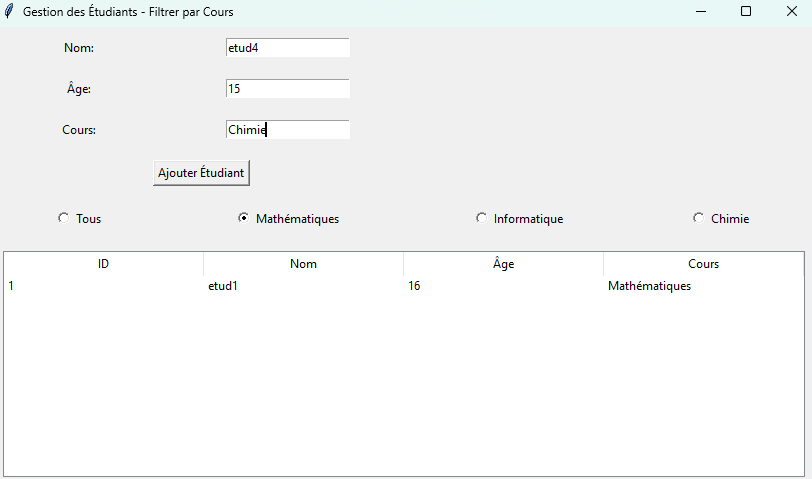 Gestion des Étudiants - Filtrer par Cours
Nom: etud4
Âge: 15
Cours: Chimie
Ajouter Étudiant
Tous Mathématiques Informatique Chimie
ID Nom Âge Cours
1 etud1 16 Mathématiques